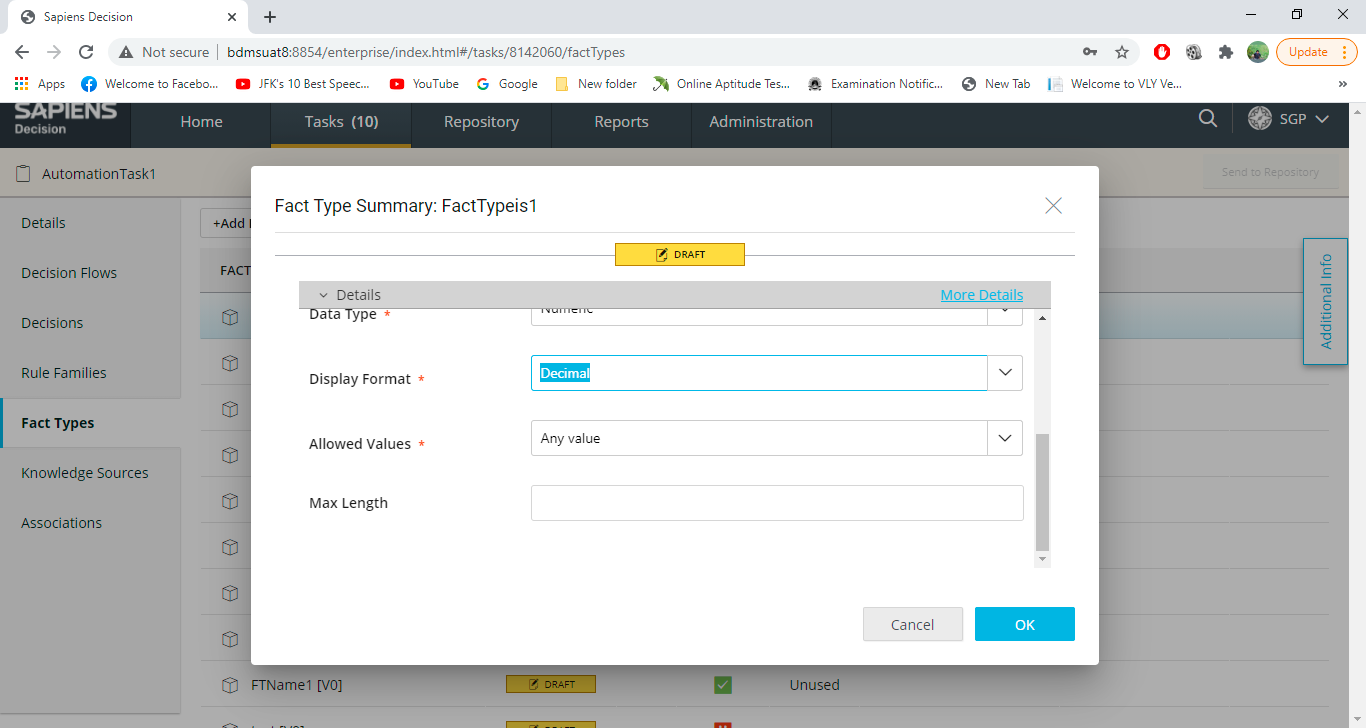 Sapiens Decision
Not secure
bdmsuat8:8854/enterprise/index.html#/tasks/8142060/factTypes
Update
Apps
Welcome to Facebo...
JFK's 10 Best Speec...
YouTube
Google
New folder
Online Aptitude Tes...
Examination Notific...
New Tab
Welcome to VLY Ve...
»
SAPIENS
Decision
Home
Tasks (10)
Repository
Reports
Administration
SGP
AutomationTask1
Send to Repository
Details
Decision Flows
Decisions
Rule Families
Fact Types
Knowledge Sources
Associations
+Add
FACT
Additional Info
Fact Type Summary: FactTypeis1
DRAFT
Details
More Details
Data Type *
Numeric
Display Format *
Decimal
Allowed Values *
Any value
Max Length
Cancel
OK
FTName1 [V0]
DRAFT
Unused